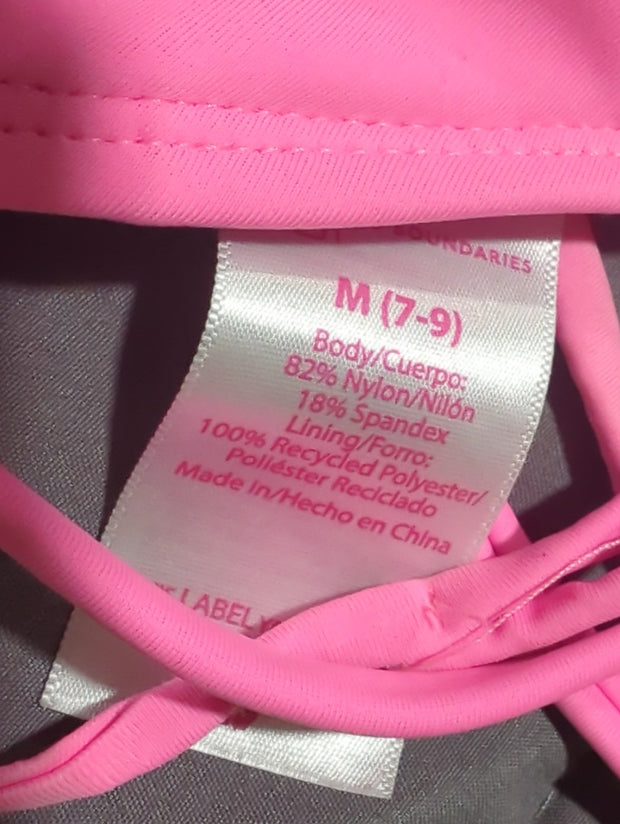 BOUNDARIES
M (7-9)
Body/Cuerpo:
82% Nylon/Nilón
18% Spandex
Lining/Forro:
100% Recycled Polyester/
Poliéster Reciclado
Made in/Hecho en China
LABEL